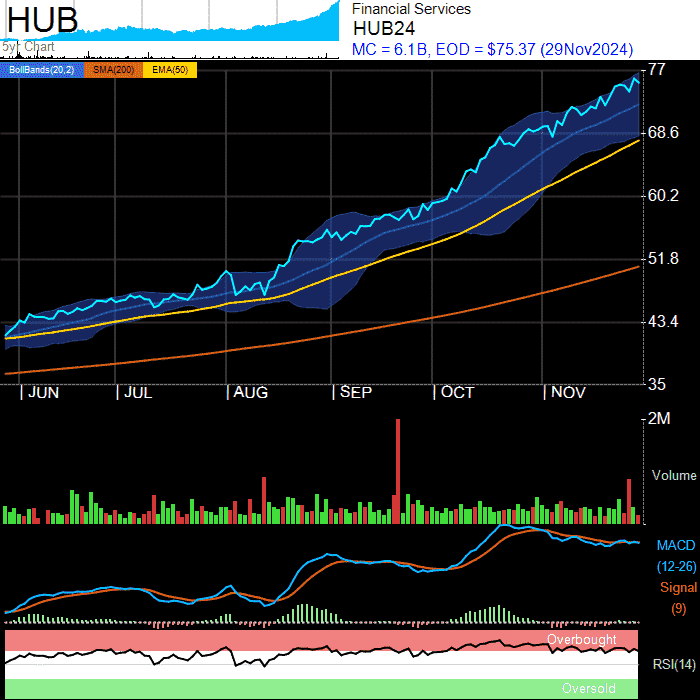 HUB
5yr Chart
Financial Services
HUB24
MC = 6.1B, EOD = $75.37 (29Nov2024)
BollBands(20,2) SMA(200) EMA(50)
77
68.6
60.2
51.8
43.4
35
| JUN | JUL | AUG | SEP | OCT | NOV
2M
Volume
MACD
(12-26)
Signal
(9)
Overbought
RSI(14)
Oversold